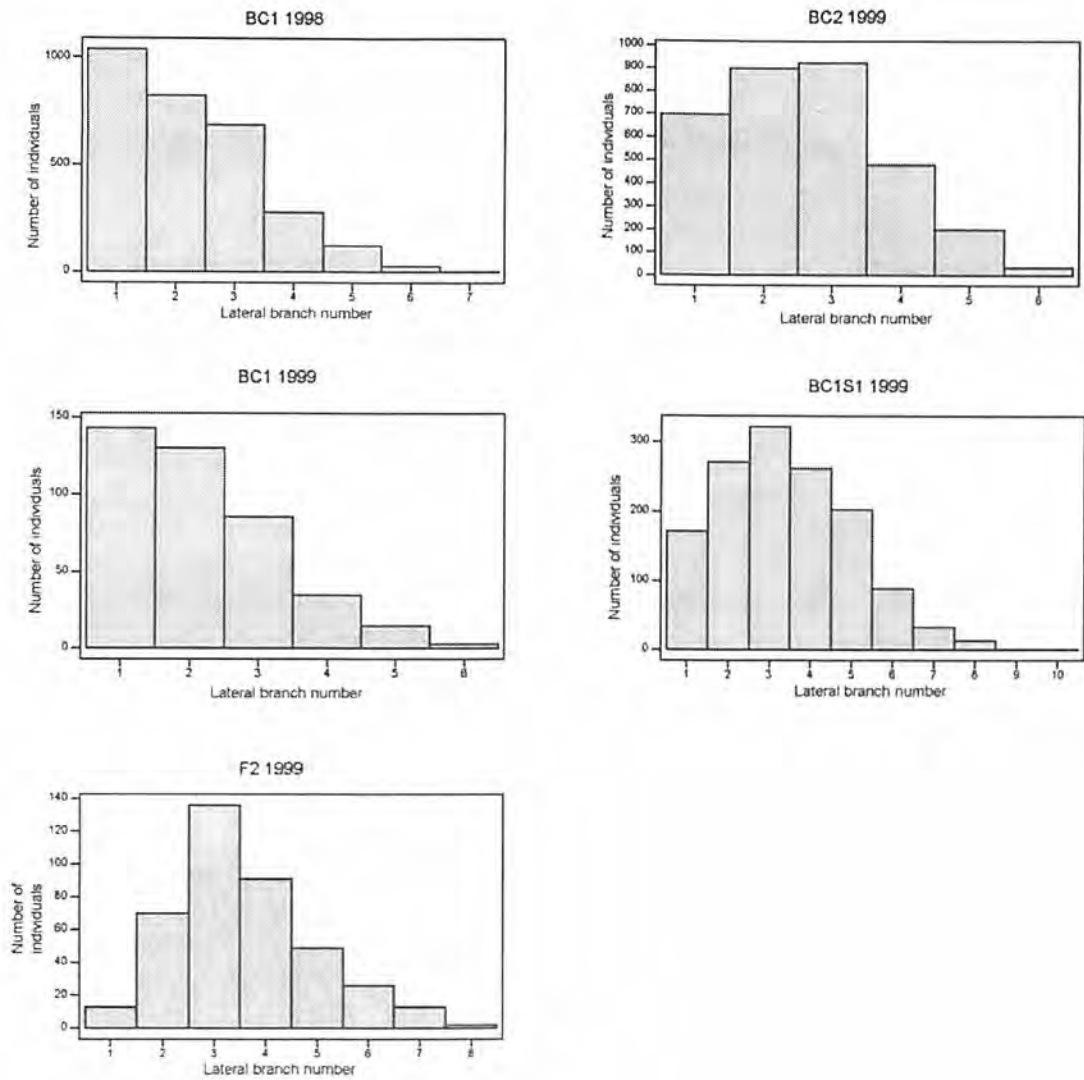 BC1 1998
Number of individuals
1000
500
0
1 2 3 4 5 6 7
Lateral branch number
BC2 1999
Number of individuals
1000
900
800
700
600
500
400
300
200
100
0
1 2 3 4 5 6
Lateral branch number
BC1 1999
Number of individuals
150
100
50
0
1 2 3 4 5 6
Lateral branch number
BC1S1 1999
Number of individuals
300
200
100
0
1 2 3 4 5 6 7 8 9 10
Lateral branch number
F2 1999
Number of
individuals
140
120
100
80
60
40
20
0
1 2 3 4 5 6 7 8
Lateral branch number